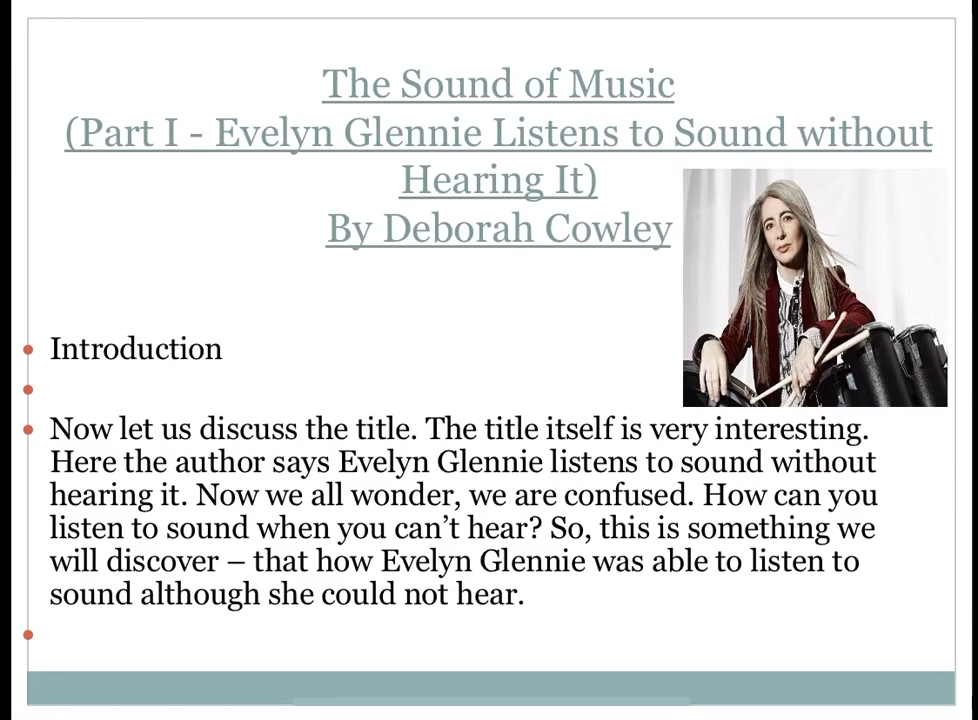 The Sound of Music
(Part I - Evelyn Glennie Listens to Sound without
Hearing It)
By Deborah Cowley
Introduction
Now let us discuss the title. The title itself is very interesting.
Here the author says Evelyn Glennie listens to sound without
hearing it. Now we all wonder, we are confused. How can you
listen to sound when you can’t hear? So, this is something we
will discover – that how Evelyn Glennie was able to listen to
sound although she could not hear.